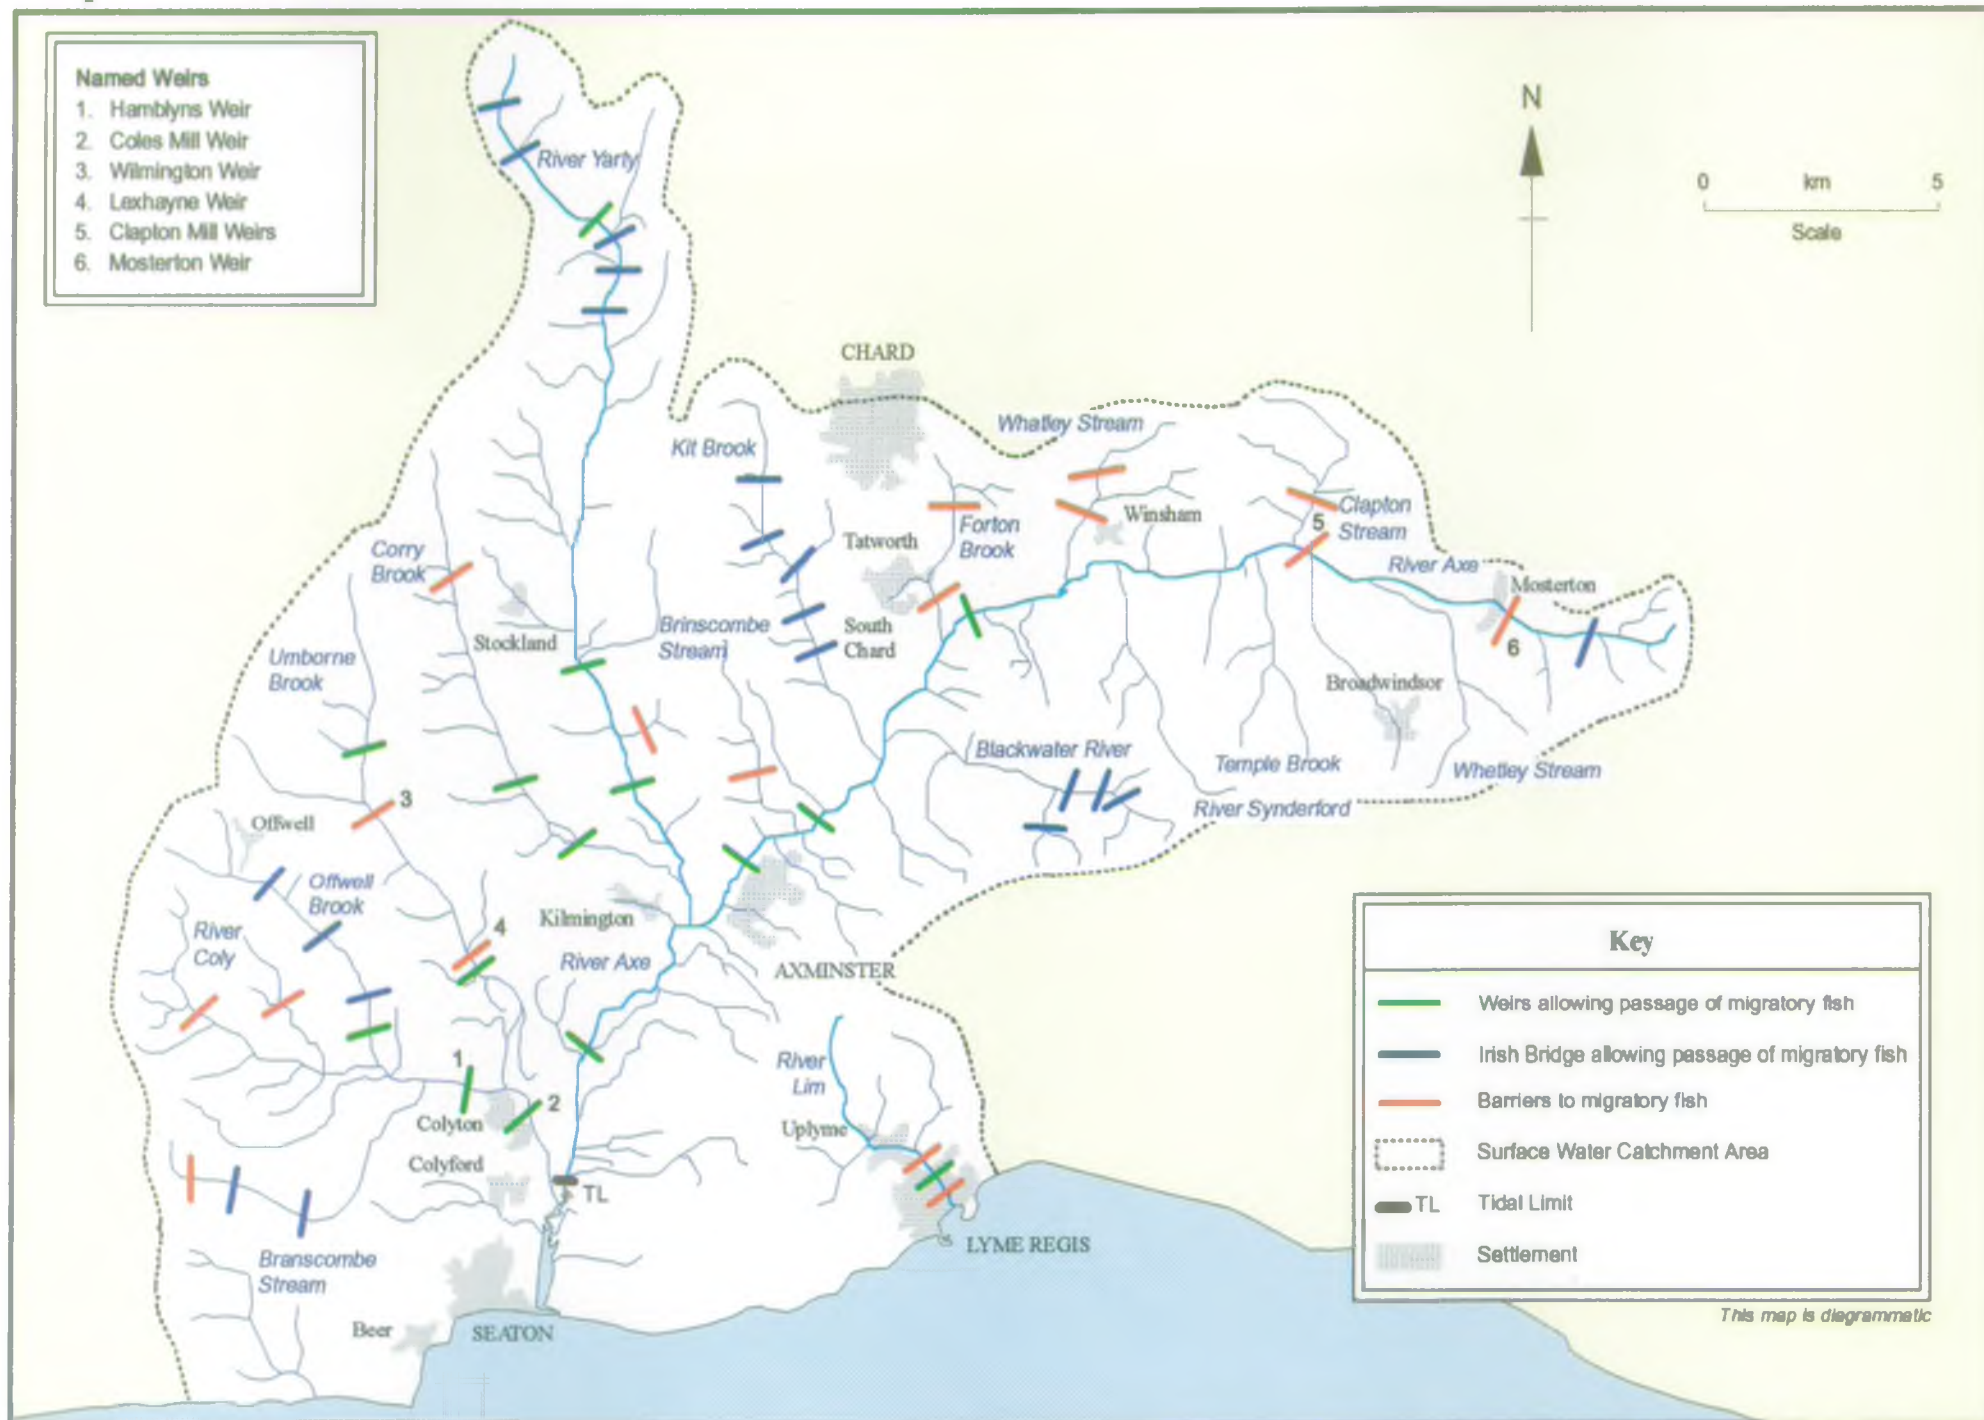 Named Weirs
1. Hamblyns Weir
2. Coles Mill Weir
3. Wilmington Weir
4. Lexhayne Weir
5. Clapton Mill Weirs
6. Mosterton Weir
N
0 km 5
Scale
River Yarty
CHARD
Whatley Stream
Kit Brook
Clapton
Stream
5
Winsham
Forton
Brook
Tatworth
Corry
Brook
River Axe
Mosterton
6
Stockland
Brinscombe
Stream
South
Chard
Umborne
Brook
Broadwindsor
Blackwater River
Temple Brook
Whetley Stream
River Synderford
3
Offwell
Offwell
Brook
Kilmington
4
River
Coly
River Axe
AXMINSTER
1
2
Colyton
River
Lim
Uplyme
Colyford
TL
LYME REGIS
Branscombe
Stream
Beer
SEATON
Key
Weirs allowing passage of migratory fish
Irish Bridge allowing passage of migratory fish
Barriers to migratory fish
Surface Water Catchment Area
TL Tidal Limit
Settlement
This map is diagrammatic